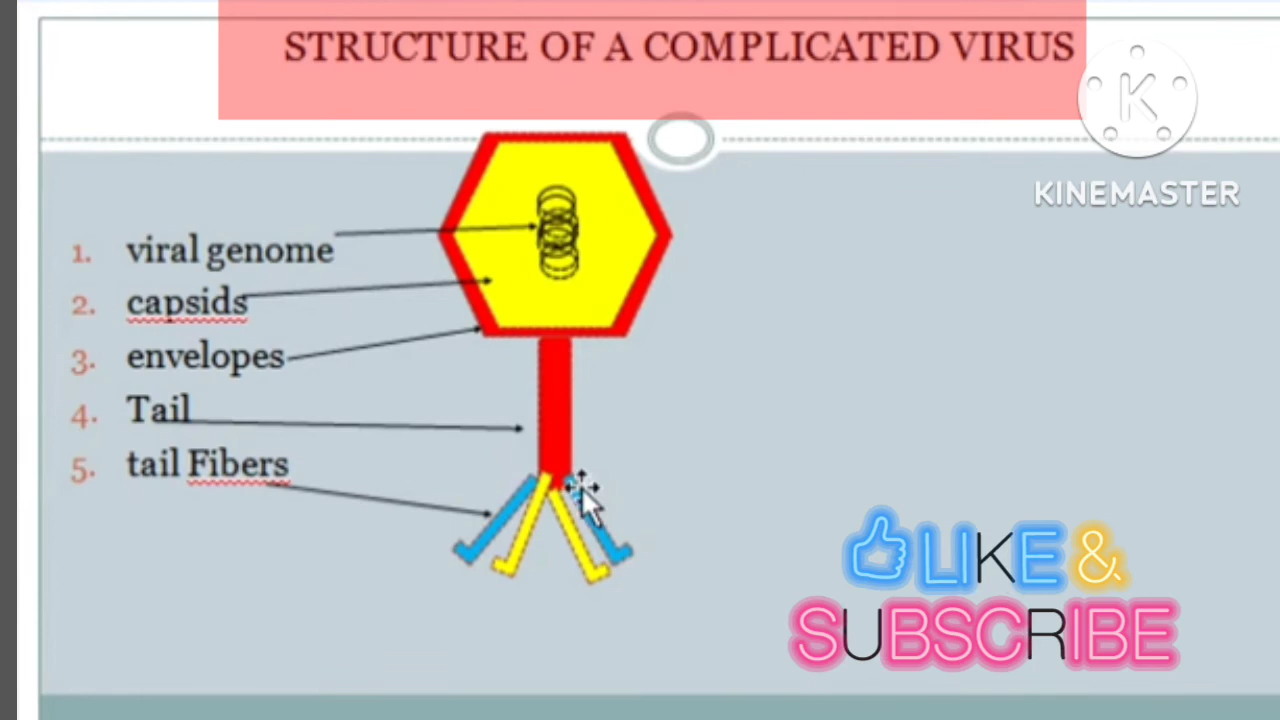 STRUCTURE OF A COMPLICATED VIRUS
K
KINEMASTER
1. viral genome
2. capsids
3. envelopes
4. Tail
5. tail Fibers
LIKE &
SUBSCRIBE